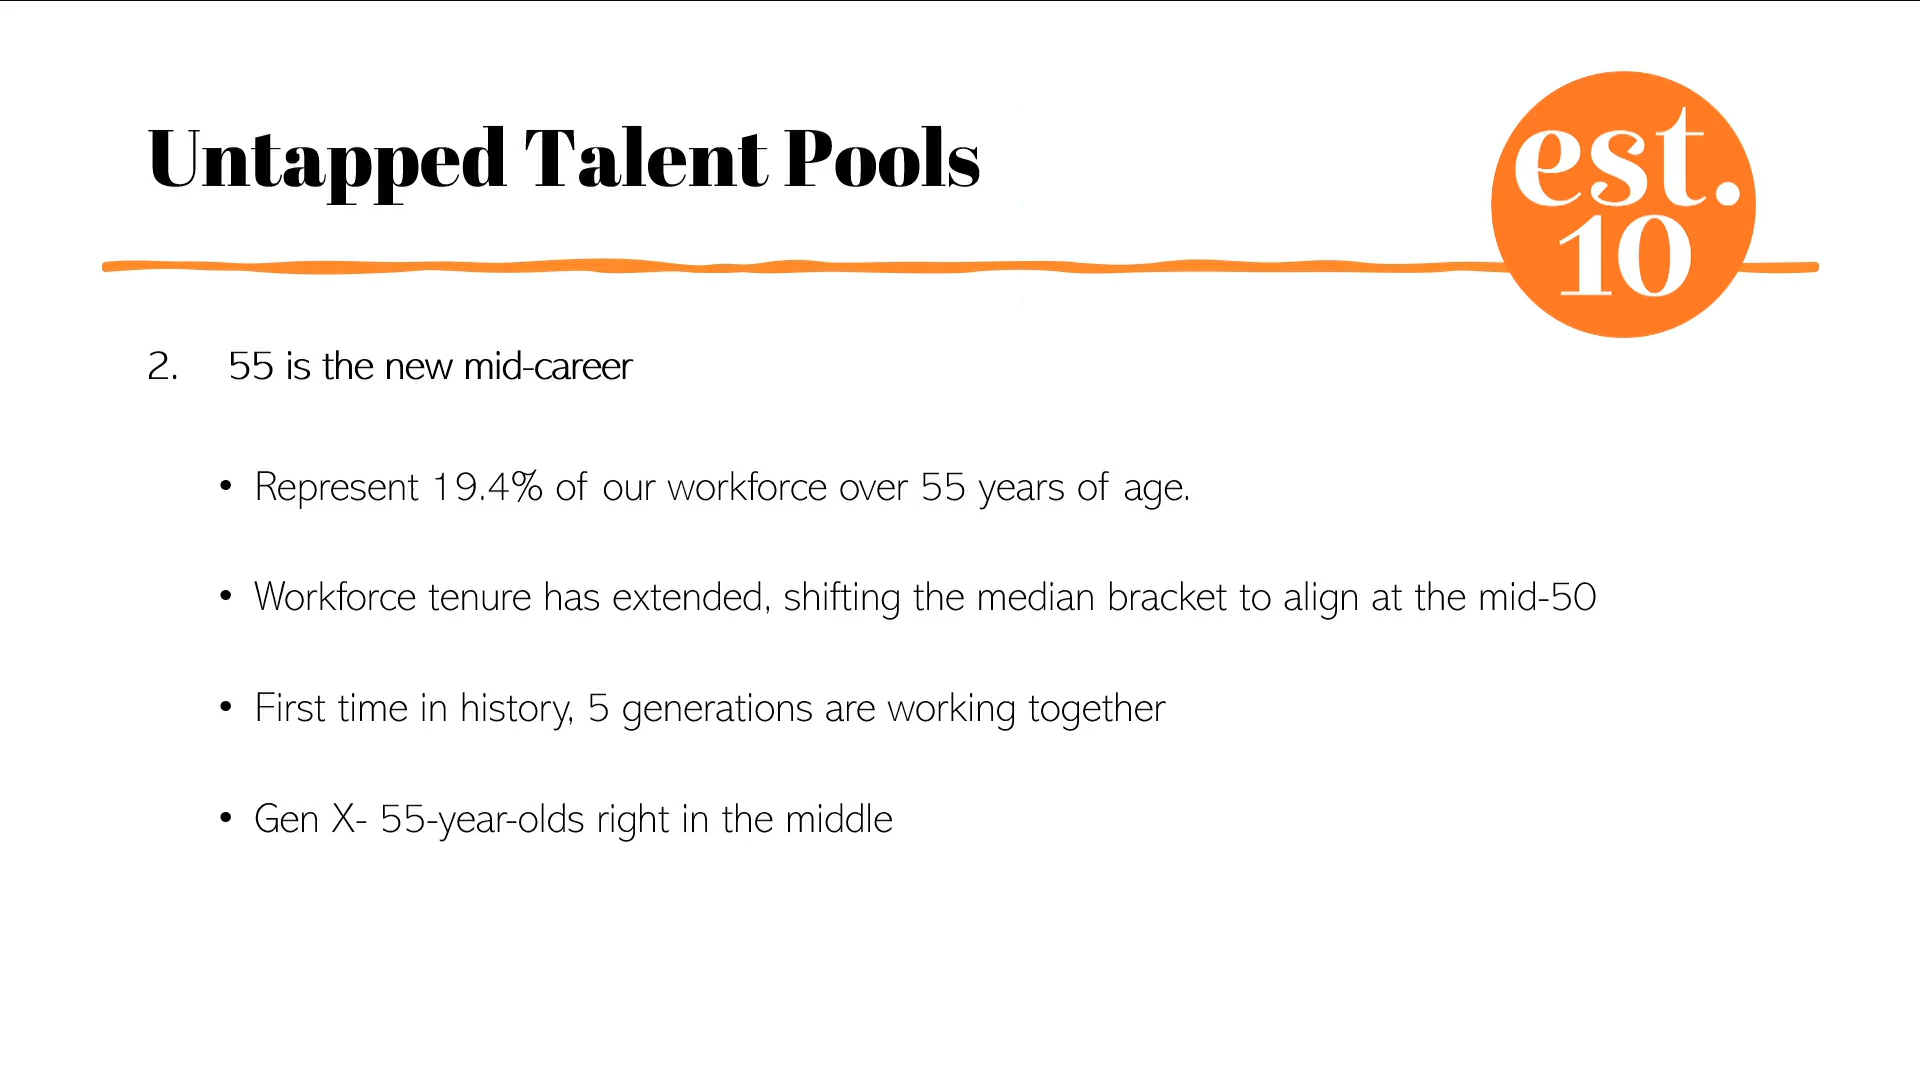 Untapped Talent Pools
est.
10
2. 55 is the new mid-career
• Represent 19.4% of our workforce over 55 years of age.
• Workforce tenure has extended, shifting the median bracket to align at the mid-50
• First time in history, 5 generations are working together
• Gen X- 55-year-olds right in the middle